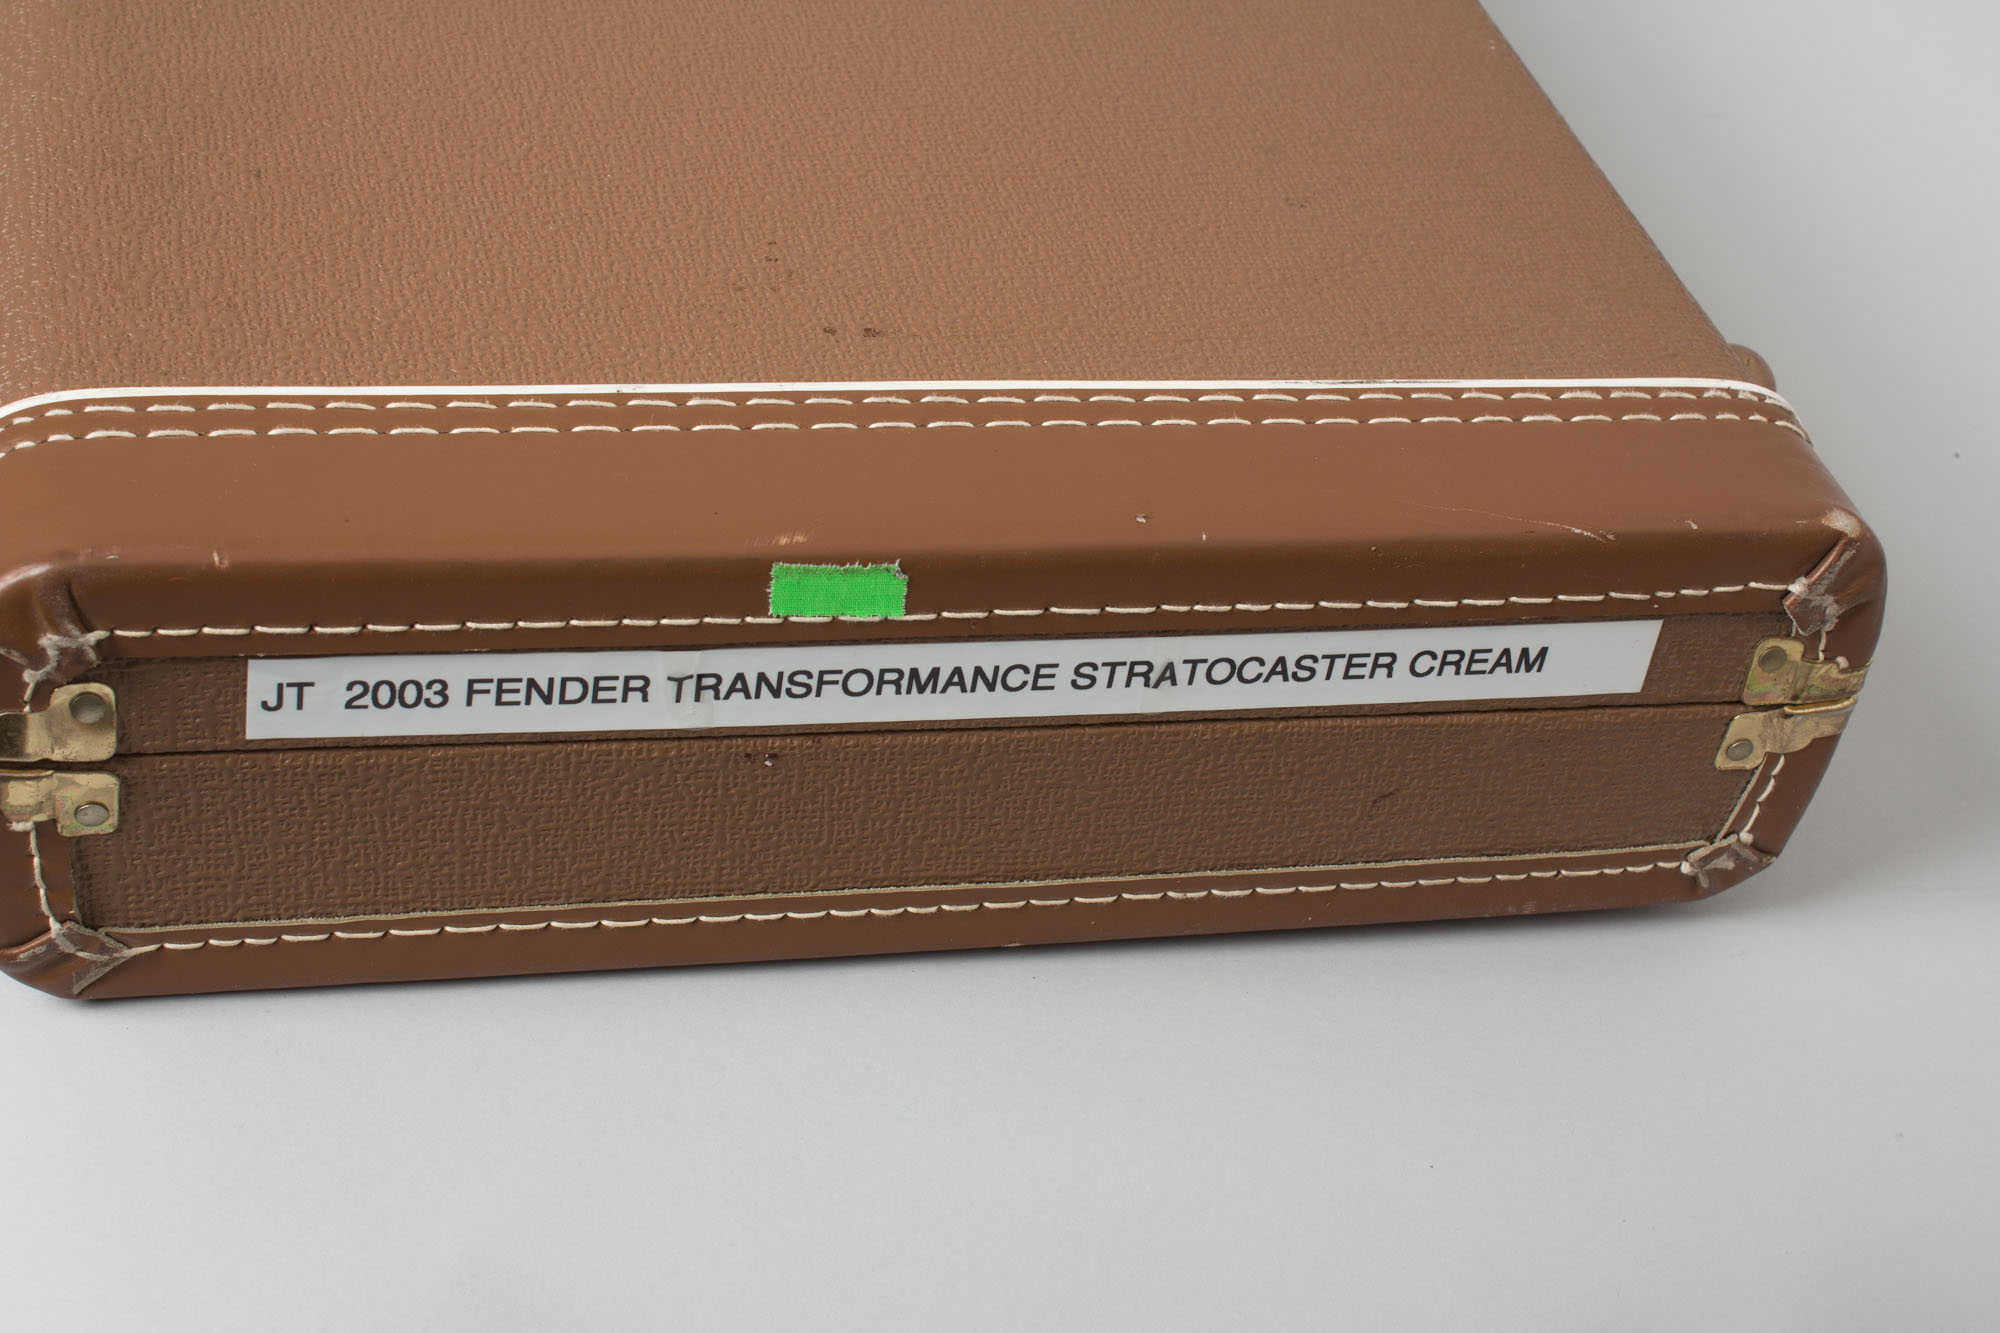 JT 2003 FENDER TRANSFORMANCE STRATOCASTER CREAM